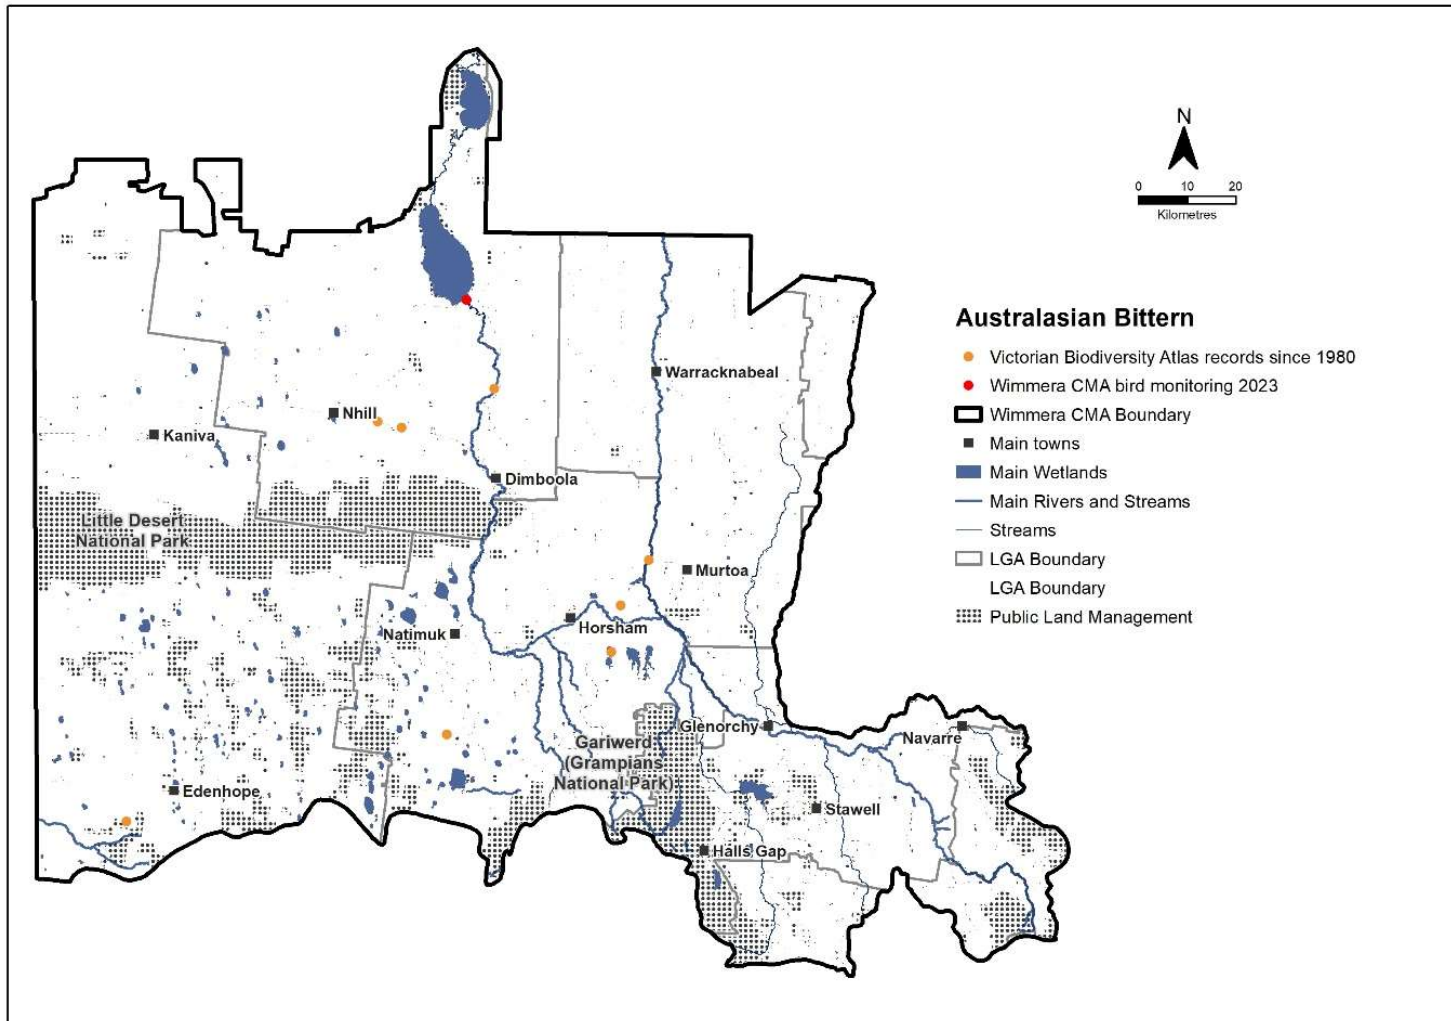 N
0 10 20
Kilometres
Australasian Bittern
Victorian Biodiversity Atlas records since 1980
Wimmera CMA bird monitoring 2023
Wimmera CMA Boundary
Main towns
Main Wetlands
Main Rivers and Streams
Streams
LGA Boundary
LGA Boundary
Public Land Management
Warracknabeal
Nhill
Kaniva
Dimboola
Little Desert
National Park
Murtoa
Horsham
Natimuk
Glenorchy
Navarre
Gariwerd
(Grampians
National Park)
Edenhope
Stawell
Halls Gap